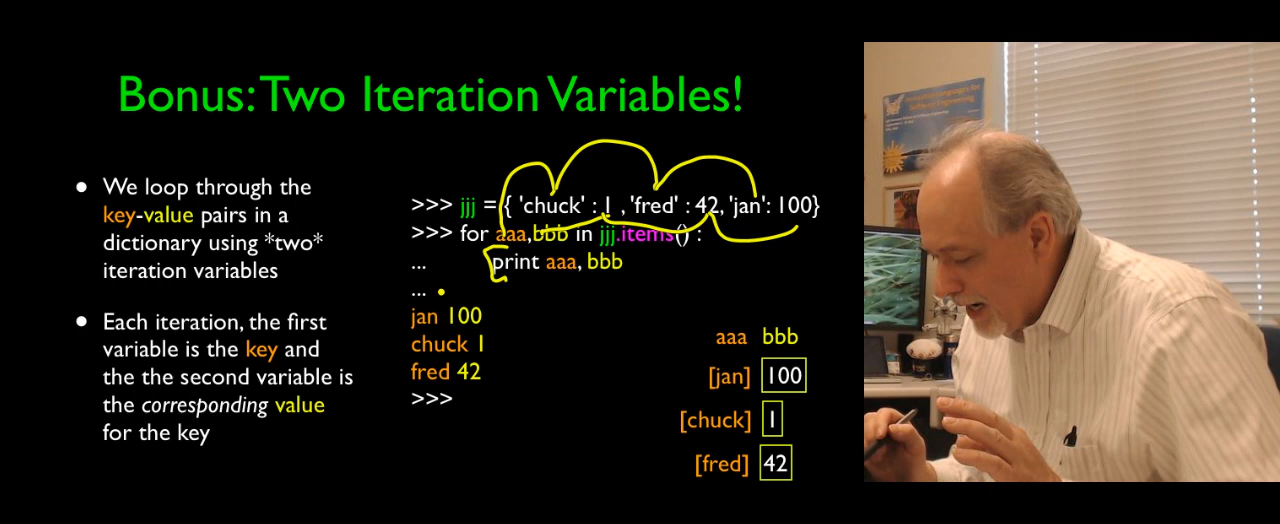 Bonus: Two Iteration Variables!
• We loop through the
key-value pairs in a
dictionary using *two*
iteration variables
• Each iteration, the first
variable is the key and
the the second variable is
the corresponding value
for the key
>>> jjj = { 'chuck' : 1 , 'fred' : 42, 'jan': 100}
>>> for aaa,bbb in jjj.items() :
... print aaa, bbb
...
jan 100
chuck 1
fred 42
>>>
aaa bbb
[jan] 100
[chuck] 1
[fred] 42
Software Engineering